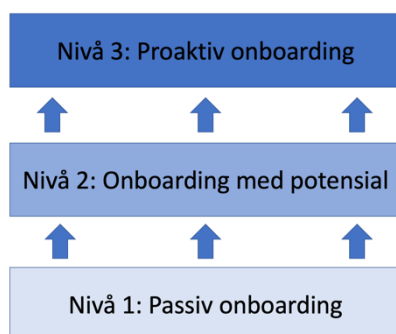 Nivå 3: Proaktiv onboarding
Nivå 2: Onboarding med potensial
Nivå 1: Passiv onboarding